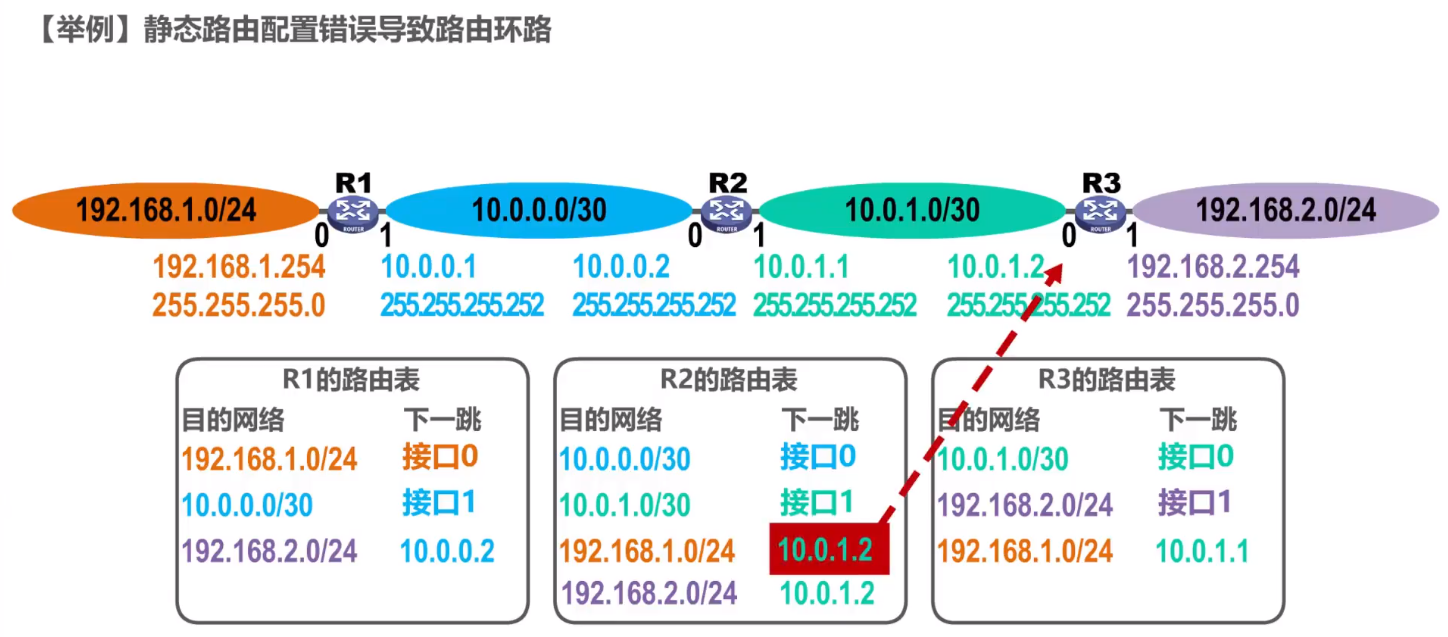 【举例】静态路由配置错误导致路由环路
R1 R2 R3
192.168.1.0/24 10.0.0.0/30 10.0.1.0/30 192.168.2.0/24
ROUTER ROUTER ROUTER
0 1 0 1 0 1
192.168.1.254 10.0.0.1 10.0.0.2 10.0.1.1 10.0.1.2 192.168.2.254
255.255.255.0 255.255.255.252 255.255.255.252 255.255.255.252 255.255.255.252 255.255.255.0
R1的路由表
目的网络 下一跳
192.168.1.0/24 接口0
10.0.0.0/30 接口1
192.168.2.0/24 10.0.0.2
R2的路由表
目的网络 下一跳
10.0.0.0/30 接口0
10.0.1.0/30 接口1
192.168.1.0/24 10.0.1.2
192.168.2.0/24 10.0.1.2
R3的路由表
目的网络 下一跳
10.0.1.0/30 接口0
192.168.2.0/24 接口1
192.168.1.0/24 10.0.1.1